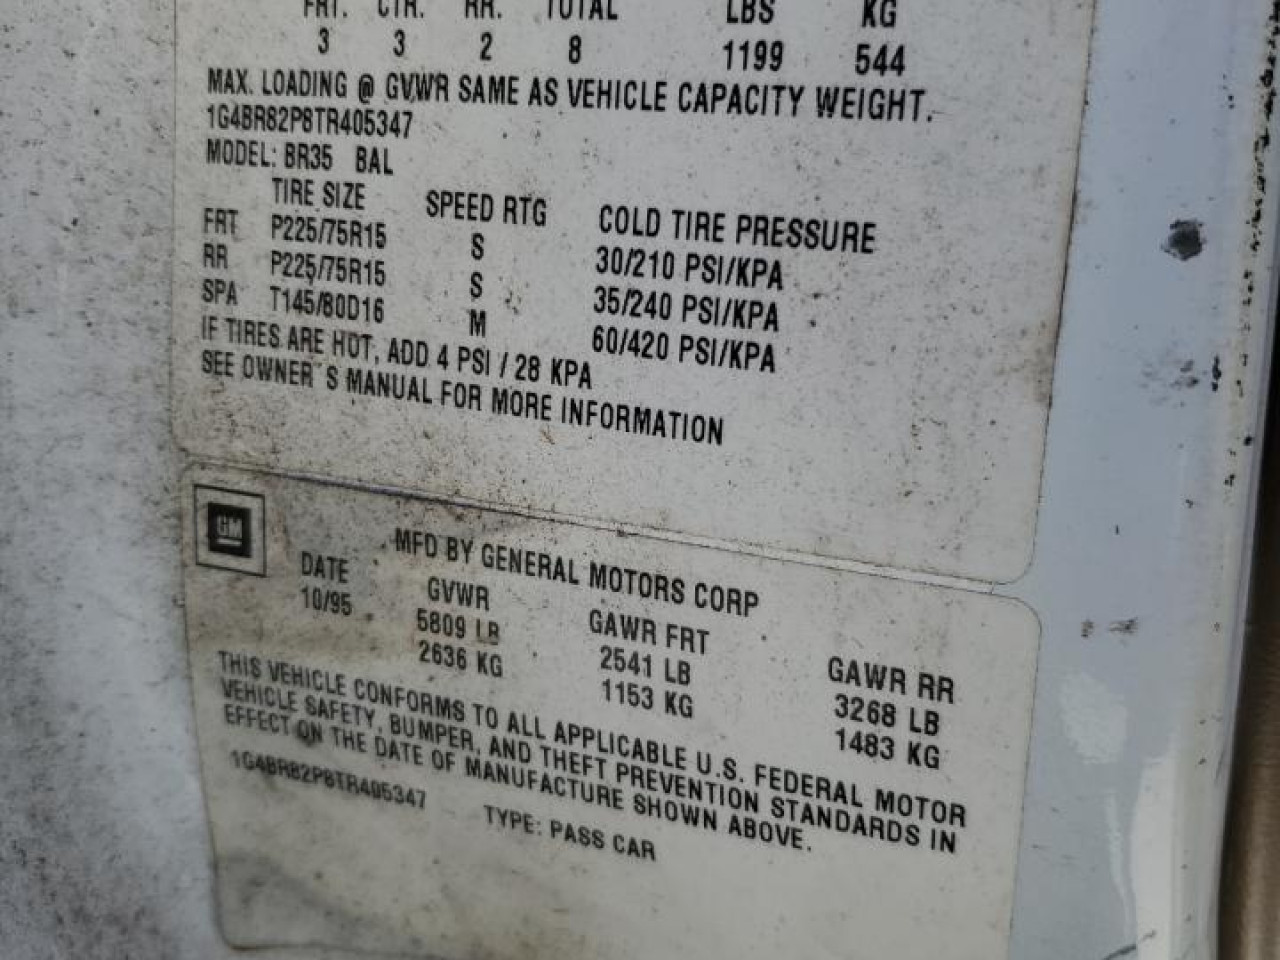 FRT. CTR. RR. TOTAL LBS KG
3 3 2 8 1199 544
MAX. LOADING @ GVWR SAME AS VEHICLE CAPACITY WEIGHT.
1G4BR82P8TR405347
MODEL: BR35 BAL
TIRE SIZE SPEED RTG COLD TIRE PRESSURE
FRT P225/75R15 S 30/210 PSI/KPA
RR P225/75R15 S 35/240 PSI/KPA
SPA T145/80D16 M 60/420 PSI/KPA
IF TIRES ARE HOT, ADD 4 PSI / 28 KPA
SEE OWNER'S MANUAL FOR MORE INFORMATION
GM
MFD BY GENERAL MOTORS CORP
DATE GVWR GAWR FRT GAWR RR
10/95 5809 LB 2541 LB 3268 LB
2636 KG 1153 KG 1483 KG
THIS VEHICLE CONFORMS TO ALL APPLICABLE U.S. FEDERAL MOTOR
VEHICLE SAFETY, BUMPER, AND THEFT PREVENTION STANDARDS IN
EFFECT ON THE DATE OF MANUFACTURE SHOWN ABOVE.
1G4BR82P8TR405347 TYPE: PASS CAR